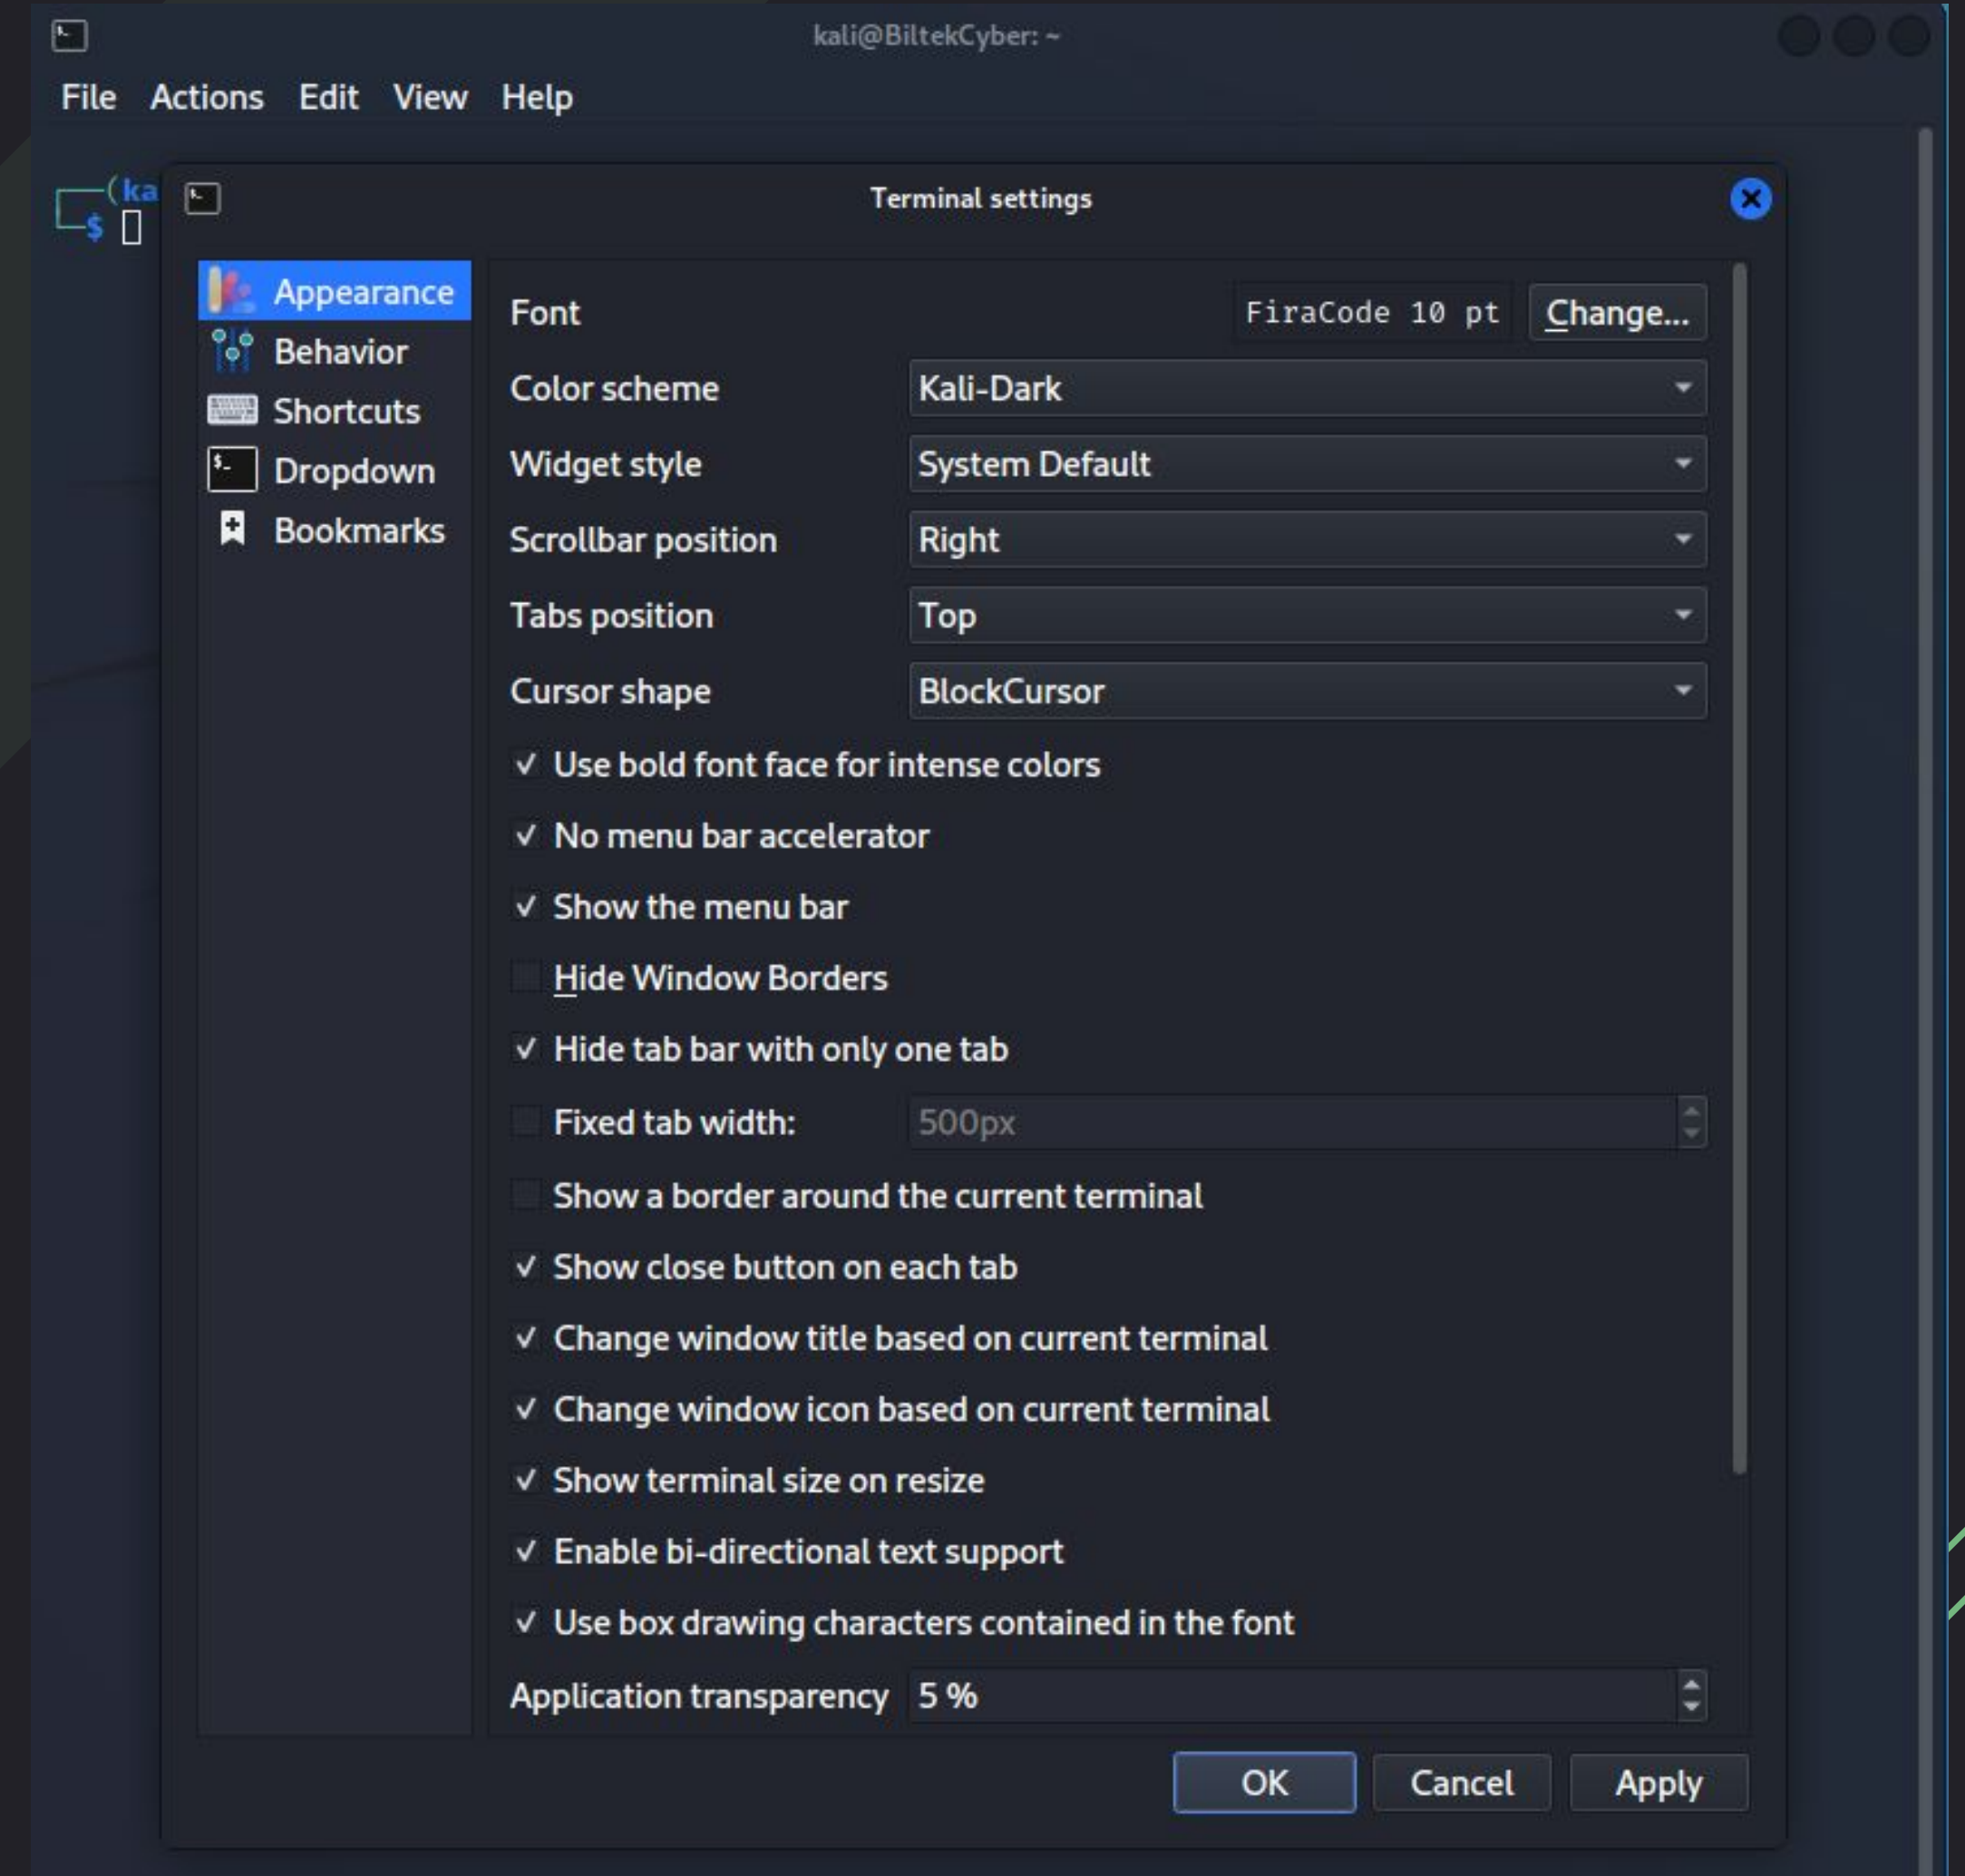 kali@BiltekCyber: ~
File Actions Edit View Help
(ka
$
Terminal settings
Appearance
Behavior
Shortcuts
Dropdown
Bookmarks
Font FiraCode 10 pt Change...
Color scheme Kali-Dark
Widget style System Default
Scrollbar position Right
Tabs position Top
Cursor shape BlockCursor
Use bold font face for intense colors
No menu bar accelerator
Show the menu bar
Hide Window Borders
Hide tab bar with only one tab
Fixed tab width: 500px
Show a border around the current terminal
Show close button on each tab
Change window title based on current terminal
Change window icon based on current terminal
Show terminal size on resize
Enable bi-directional text support
Use box drawing characters contained in the font
Application transparency 5 %
OK Cancel Apply